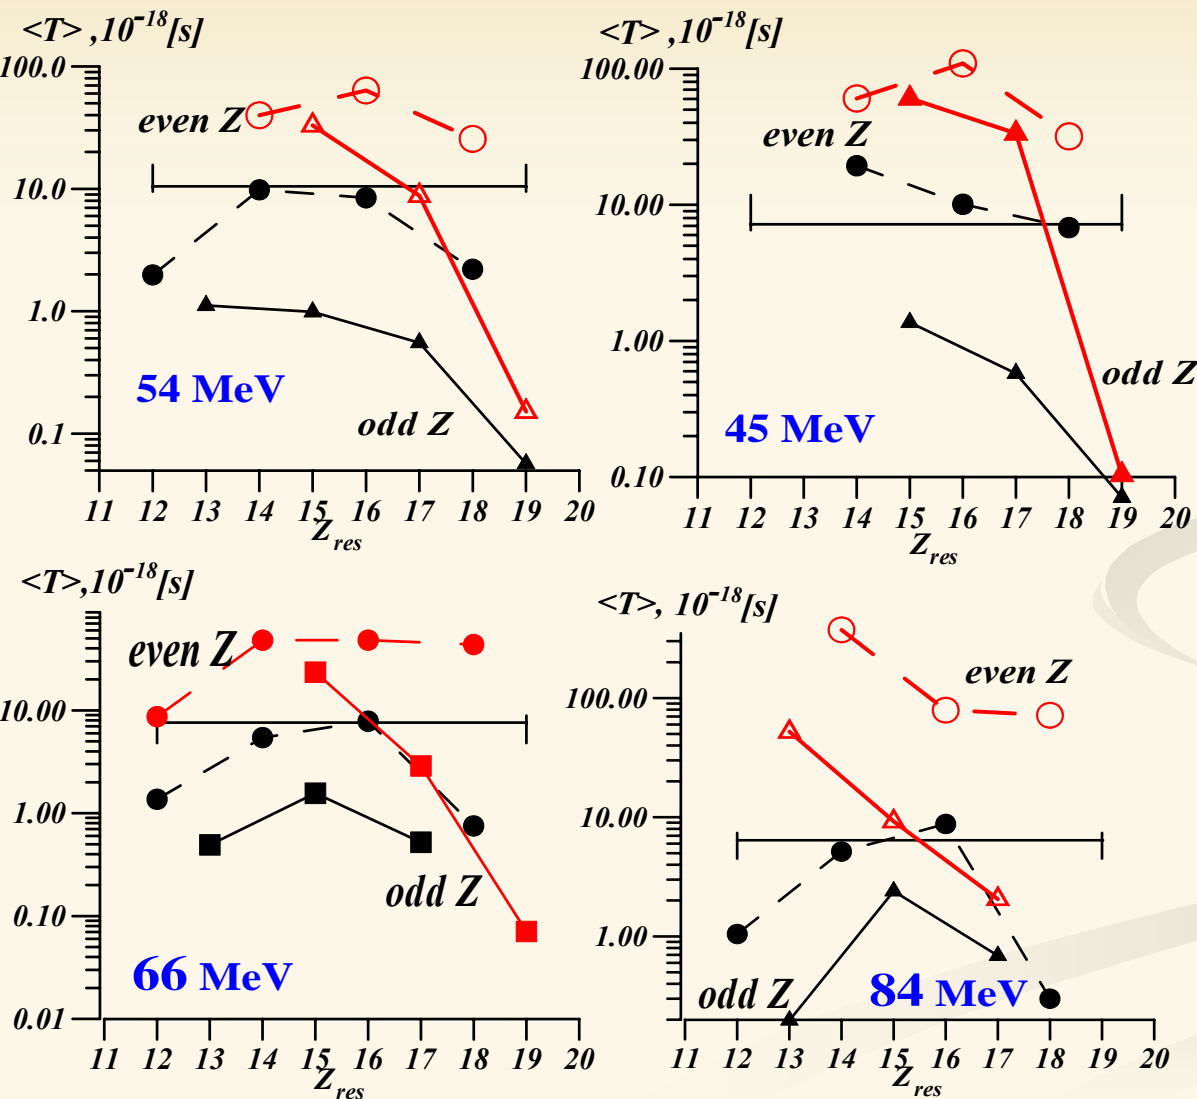 <T> ,10⁻¹⁸[s]
100.0
10.0
1.0
0.1
even Z
odd Z
54 MeV
11 12 13 14 15 16 17 18 19 20
Z_res
<T> ,10⁻¹⁸[s]
100.00
10.00
1.00
0.10
even Z
odd Z
45 MeV
11 12 13 14 15 16 17 18 19 20
Z_res
<T>,10⁻¹⁸[s]
10.00
1.00
0.10
0.01
even Z
odd Z
66 MeV
11 12 13 14 15 16 17 18 19 20
Z_res
<T>, 10⁻¹⁸[s]
100.00
10.00
1.00
even Z
odd Z
84 MeV
11 12 13 14 15 16 17 18 19 20
Z_res